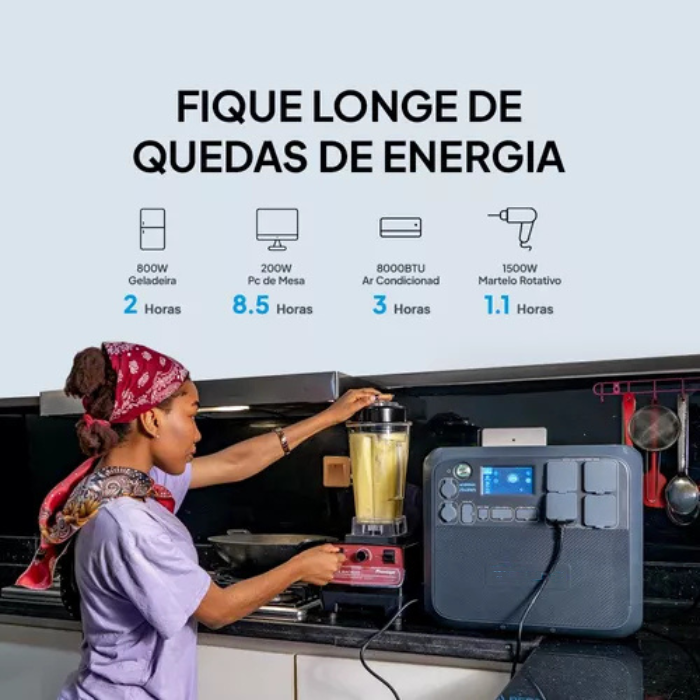 FIQUE LONGE DE
QUEDAS DE ENERGIA
800W
Geladeira
2 Horas
200W
Pc de Mesa
8.5 Horas
8000BTU
Ar Condicionad
3 Horas
1500W
Martelo Rotativo
1.1 Horas